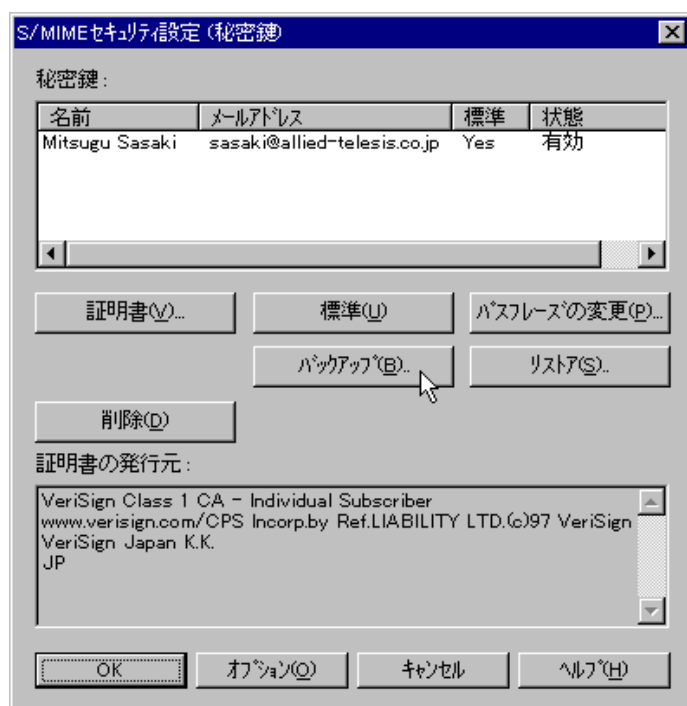 S/MIMEｾｷｭﾘﾃｨ設定 (秘密鍵)
秘密鍵：
名前 ﾒｰﾙｱﾄﾞﾚｽ 標準 状態
Mitsugu Sasaki sasaki@allied-telesis.co.jp Yes 有効
証明書(V)... 標準(U) ﾊﾟｽﾌﾚｰｽﾞの変更(P)...
ﾊﾞｯｸｱｯﾌﾟ(B).. ﾘｽﾄｱ(S)..
削除(D)
証明書の発行元：
VeriSign Class 1 CA - Individual Subscriber
www.verisign.com/CPS Incorp.by Ref.LIABILITY LTD.(c)97 VeriSign
VeriSign Japan K.K.
JP
OK ｵﾌﾟｼｮﾝ(O) ｷｬﾝｾﾙ ﾍﾙﾌﾟ(H)